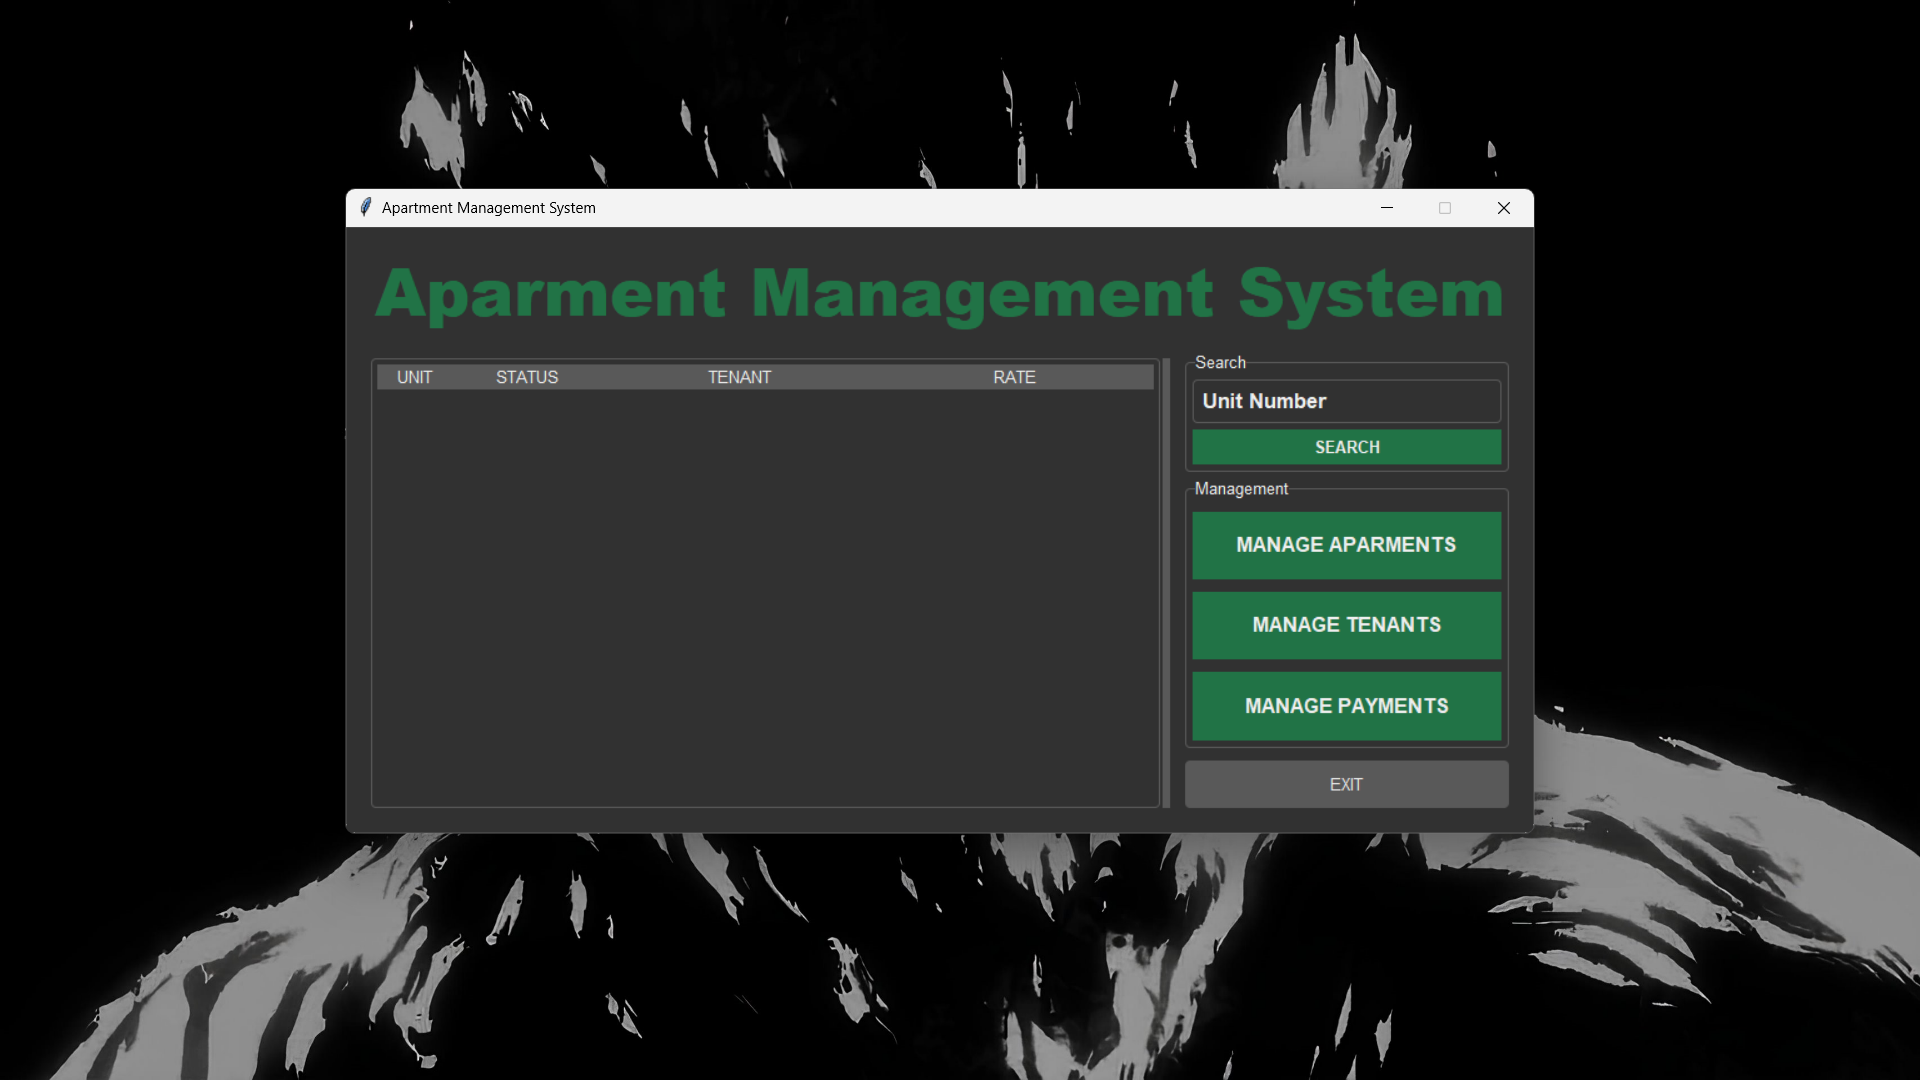 Apartment Management System
Aparment Management System
UNIT STATUS TENANT RATE
Search
Unit Number
SEARCH
Management
MANAGE APARMENTS
MANAGE TENANTS
MANAGE PAYMENTS
EXIT